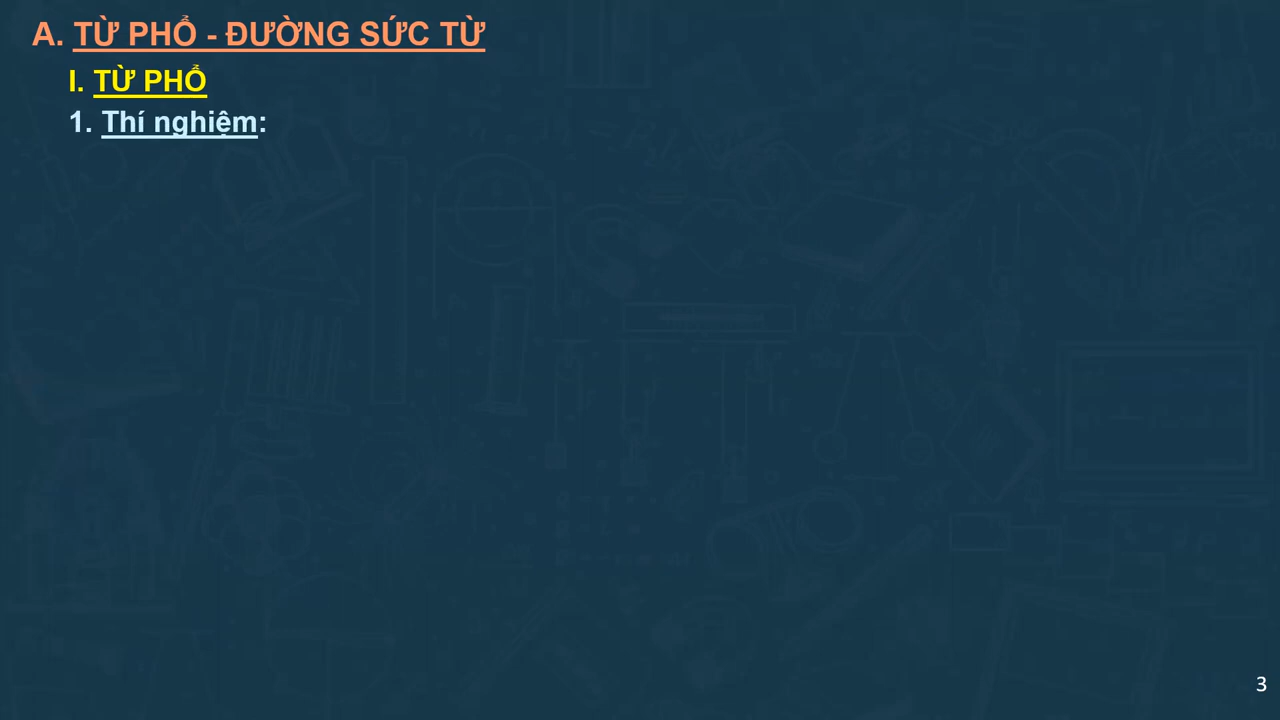 A. TỪ PHỔ - ĐƯỜNG SỨC TỪ
I. TỪ PHỔ
1. Thí nghiệm:
3